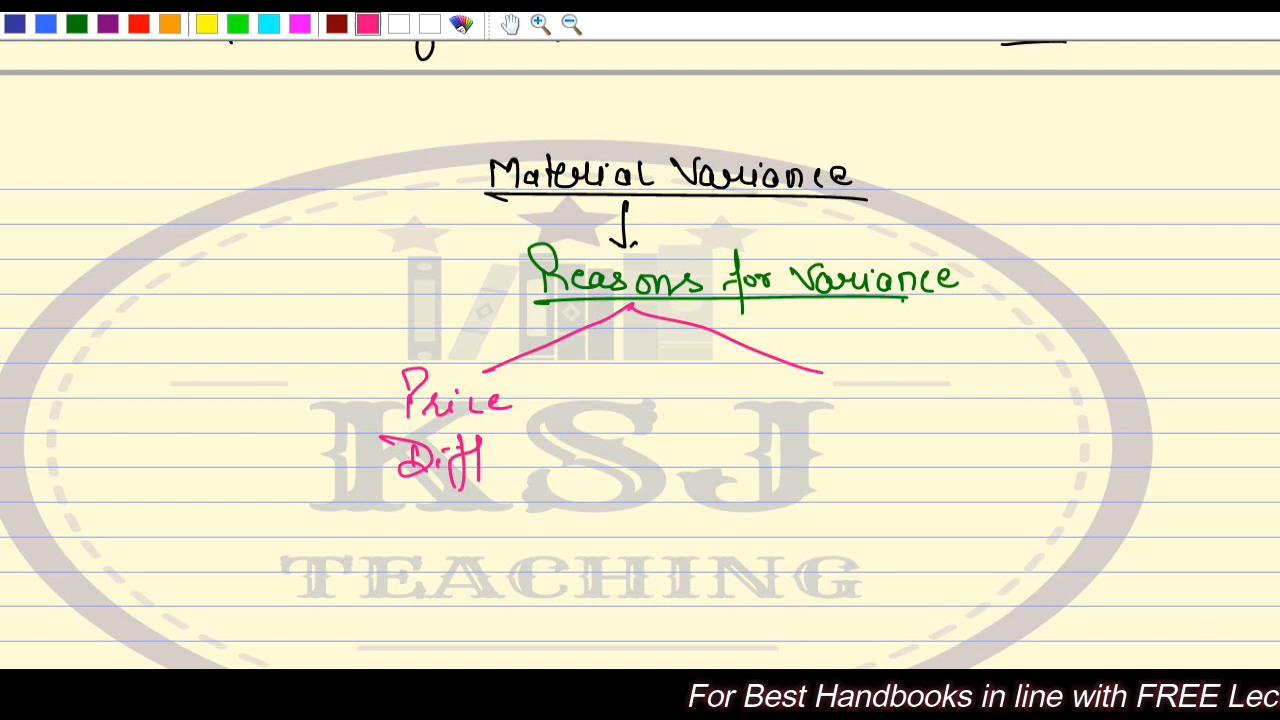 Material Variance
Reasons for Variance
Price
Diff
KSJ
TEACHING
For Best Handbooks in line with FREE Lec